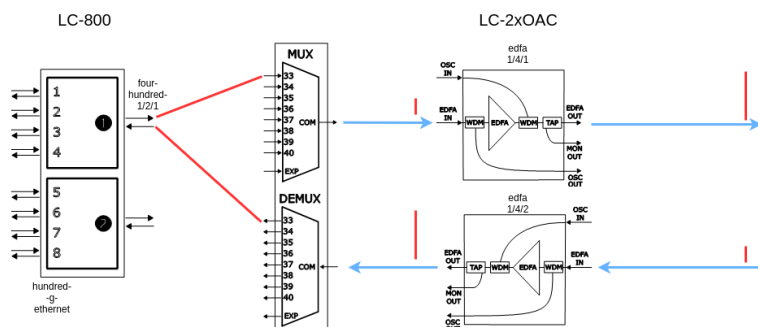 LC-800
LC-2xOAC
four-
hundred-
1/2/1
1
2
3
4
1
5
6
7
8
2
hundred-
-g-
ethernet
MUX
33
34
35
36
37
38
39
40
COM
EXP
DEMUX
33
34
35
36
37
38
39
40
COM
EXP
edfa
1/4/1
OSC
IN
EDFA
IN
WDM
EDFA
WDM
TAP
EDFA
OUT
MON
OUT
OSC
OUT
edfa
1/4/2
OSC
IN
EDFA
OUT
TAP
WDM
EDFA
WDM
EDFA
IN
MON
OUT
OSC
OUT